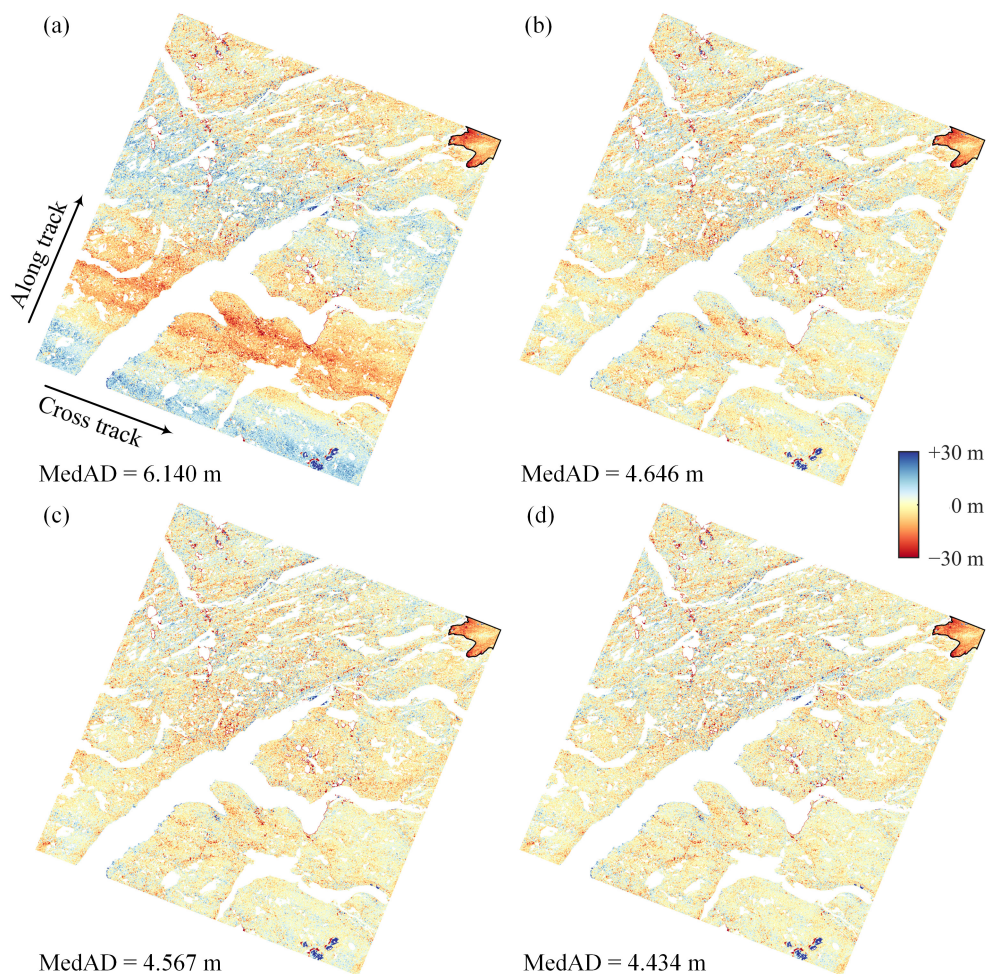 (a)
(b)
Along track
Cross track
MedAD = 6.140 m
MedAD = 4.646 m
+30 m
0 m
−30 m
(c)
(d)
MedAD = 4.567 m
MedAD = 4.434 m